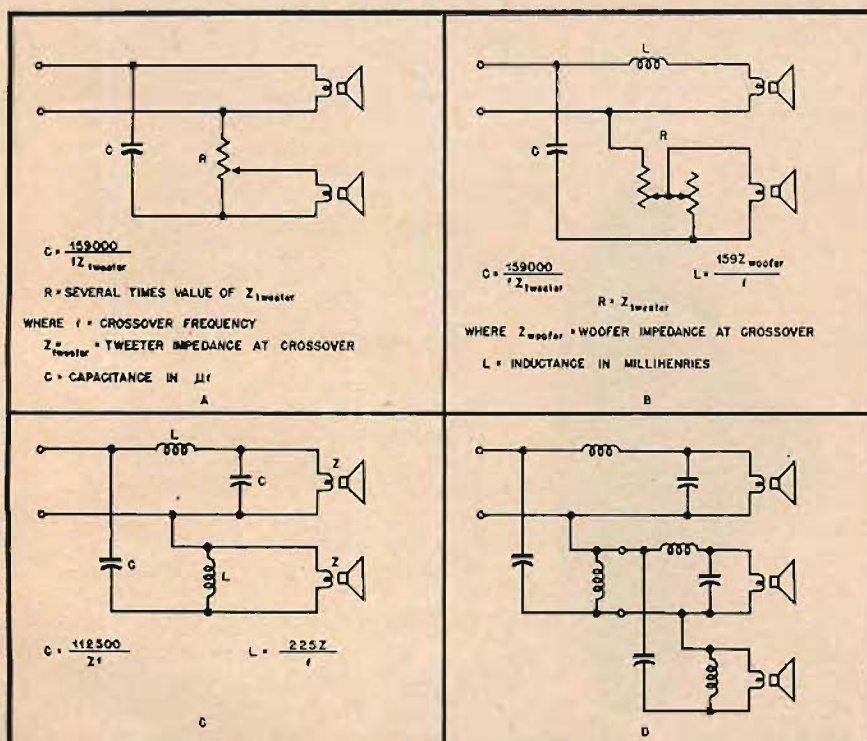 L
C
R
R
C
C = 159000 / fZtweeter
R = SEVERAL TIMES VALUE OF Ztweeter
WHERE f = CROSSOVER FREQUENCY
Ztweeter = TWEETER IMPEDANCE AT CROSSOVER
C = CAPACITANCE IN µf
A
C = 159000 / f Ztweeter
L = 159Zwoofer / f
R = Ztweeter
WHERE Zwoofer = WOOFER IMPEDANCE AT CROSSOVER
L = INDUCTANCE IN MILLIHENRIES
B
L
Z
C
Z
C
L
C = 112500 / Zf
L = 225Z / f
C
D